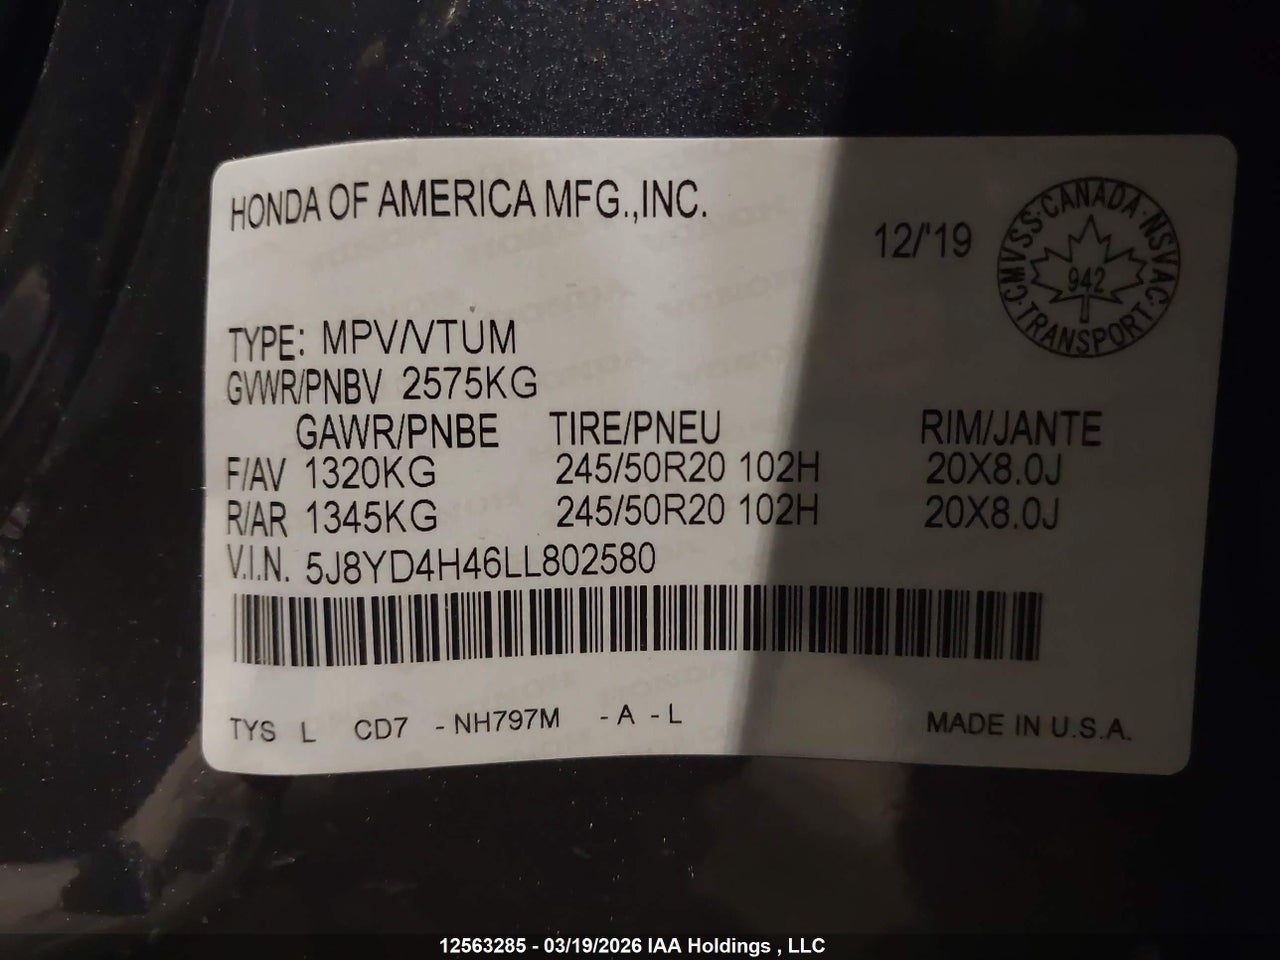 HONDA OF AMERICA MFG.,INC.
12/'19
CMVSS·CANADA·NSVAC·TRANSPORT·
942
TYPE: MPV/VTUM
GVWR/PNBV 2575KG
GAWR/PNBE TIRE/PNEU RIM/JANTE
F/AV 1320KG 245/50R20 102H 20X8.0J
R/AR 1345KG 245/50R20 102H 20X8.0J
V.I.N. 5J8YD4H46LL802580
TYS L CD7 - NH797M - A - L MADE IN U.S.A.
12563285 - 03/19/2026 IAA Holdings , LLC